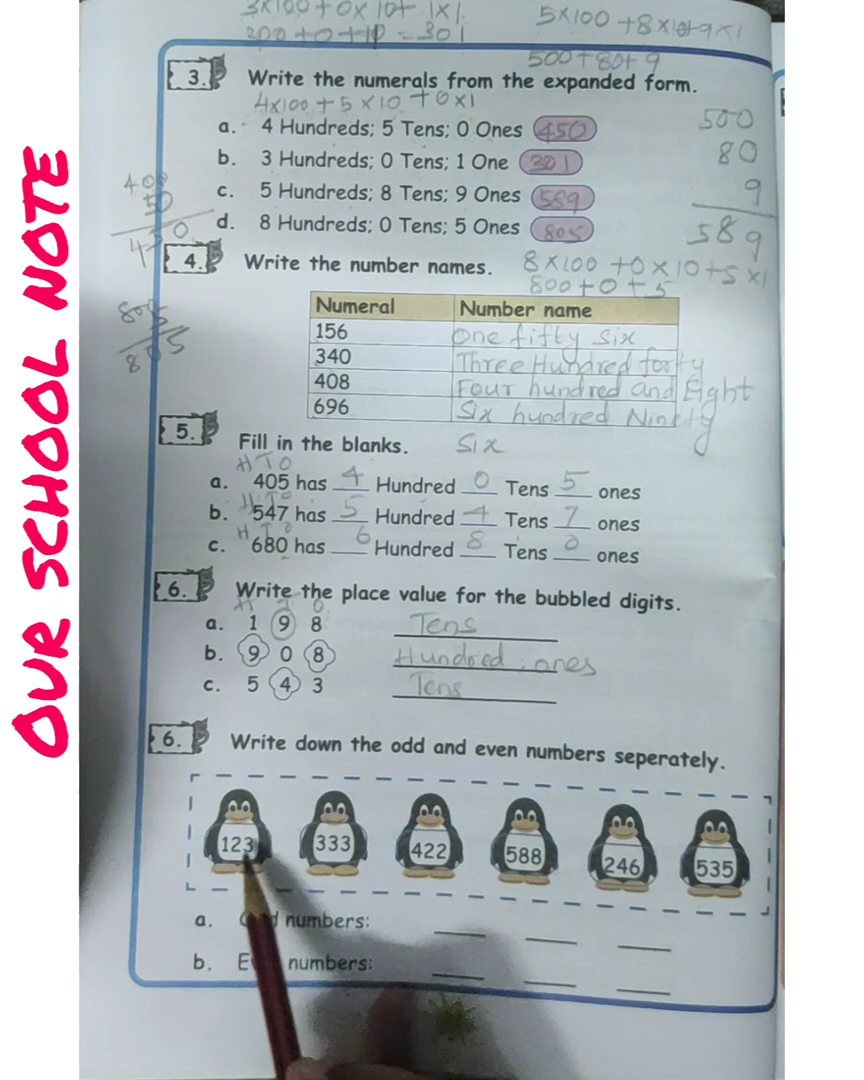 OUR SCHOOL NOTE
3x100+0x10+1x1
300+0+1 = 301
5x100+8x10+9x1
500+80+9
3. Write the numerals from the expanded form.
4x100+5x10+0x1
a. 4 Hundreds; 5 Tens; 0 Ones 450
b. 3 Hundreds; 0 Tens; 1 One 301
c. 5 Hundreds; 8 Tens; 9 Ones 589
d. 8 Hundreds; 0 Tens; 5 Ones 805
500
80
9
589
400
50
450
8x100+0x10+5x1
800+0+5
4. Write the number names.
805
Numeral Number name
156 One fifty six
340 Three Hundred forty
408 Four hundred and Eight
696 Six hundred Ninety
Six
5. Fill in the blanks.
H T O
a. 405 has 4 Hundred 0 Tens 5 ones
H T O
b. 547 has 5 Hundred 4 Tens 7 ones
H T O
c. 680 has 6 Hundred 8 Tens 0 ones
6. Write the place value for the bubbled digits.
H T O
a. 1 9 8 Tens
b. 9 0 8 Hundred, ones
c. 5 4 3 Tens
6. Write down the odd and even numbers seperately.
123 333 422 588 246 535
a. numbers:
b. numbers: